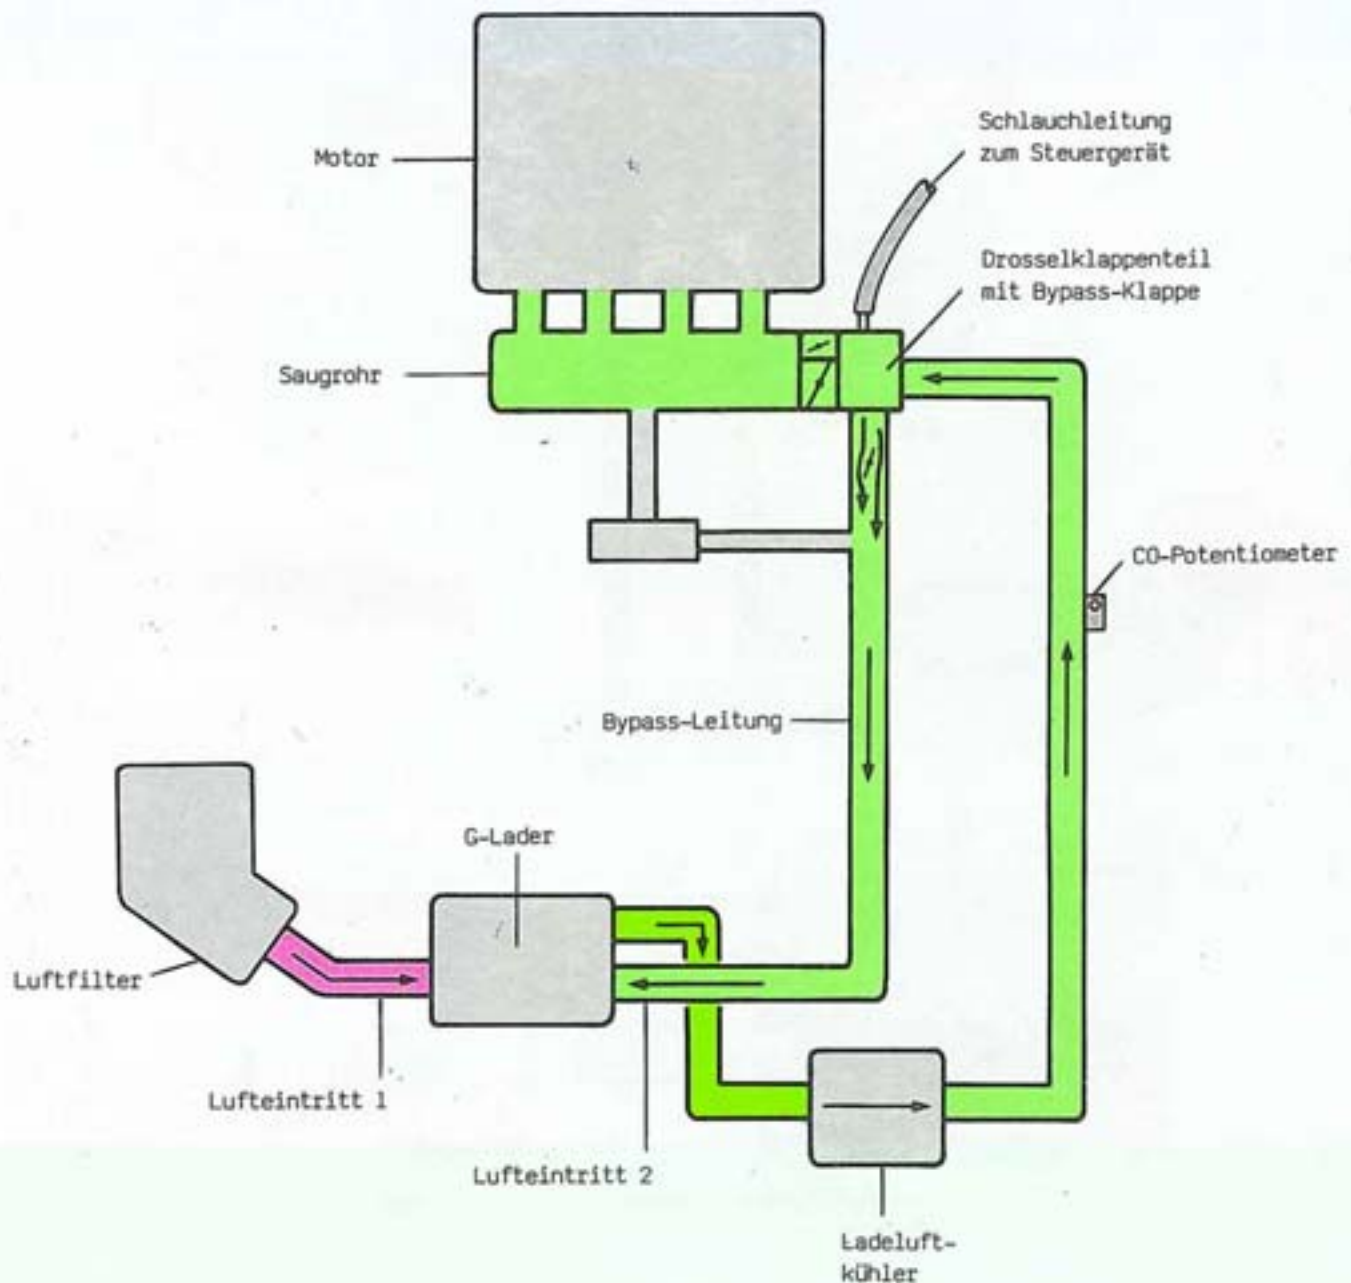 Schlauchleitung
zum Steuergerät
Motor
Drosselklappenteil
mit Bypass-Klappe
Saugrohr
CO-Potentiometer
Bypass-Leitung
G-Lader
Luftfilter
Lufteintritt 1
Lufteintritt 2
Ladeluft-
kühler